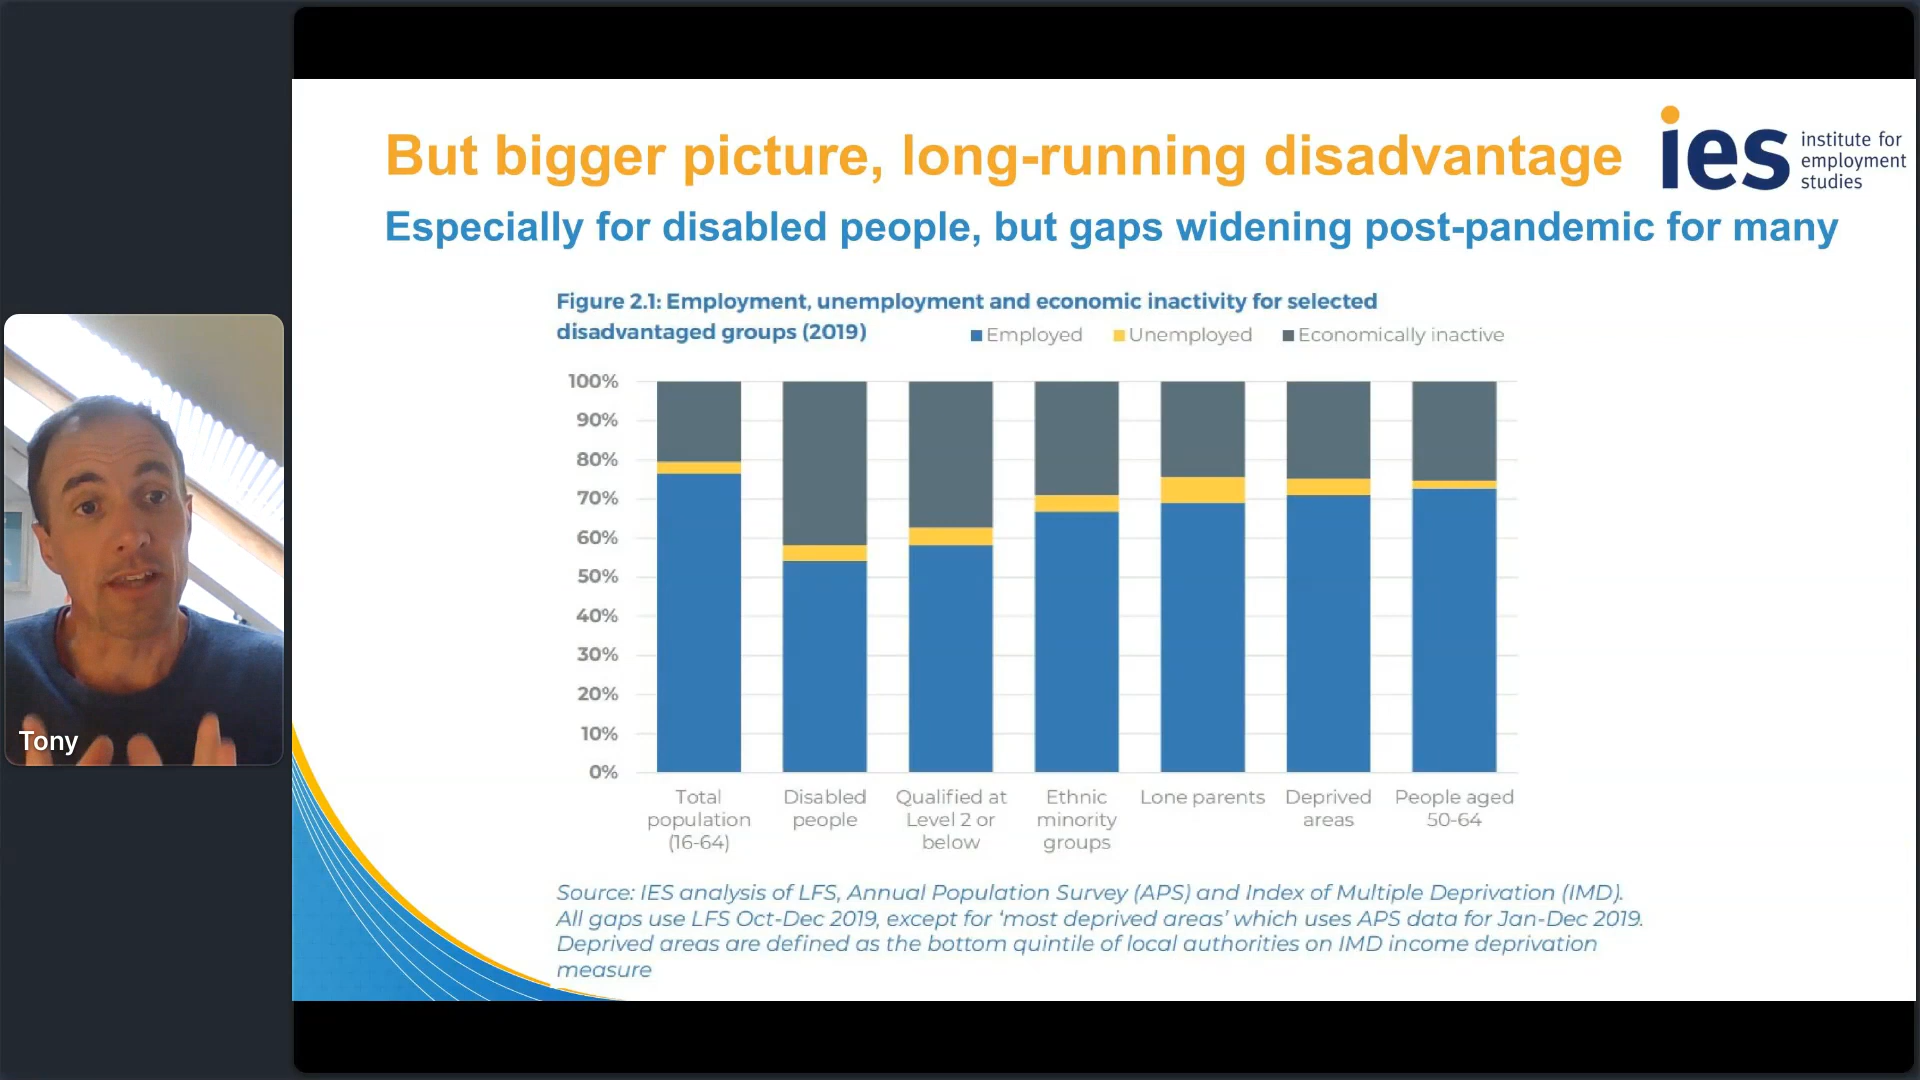 But bigger picture, long-running disadvantage
ies
institute for
employment
studies
Especially for disabled people, but gaps widening post-pandemic for many
Figure 2.1: Employment, unemployment and economic inactivity for selected
disadvantaged groups (2019)
Employed Unemployed Economically inactive
100%
90%
80%
70%
60%
50%
40%
30%
20%
10%
0%
Total
population
(16-64)
Disabled
people
Qualified at
Level 2 or
below
Ethnic
minority
groups
Lone parents
Deprived
areas
People aged
50-64
Source: IES analysis of LFS, Annual Population Survey (APS) and Index of Multiple Deprivation (IMD).
All gaps use LFS Oct-Dec 2019, except for ‘most deprived areas’ which uses APS data for Jan-Dec 2019.
Deprived areas are defined as the bottom quintile of local authorities on IMD income deprivation
measure
Tony